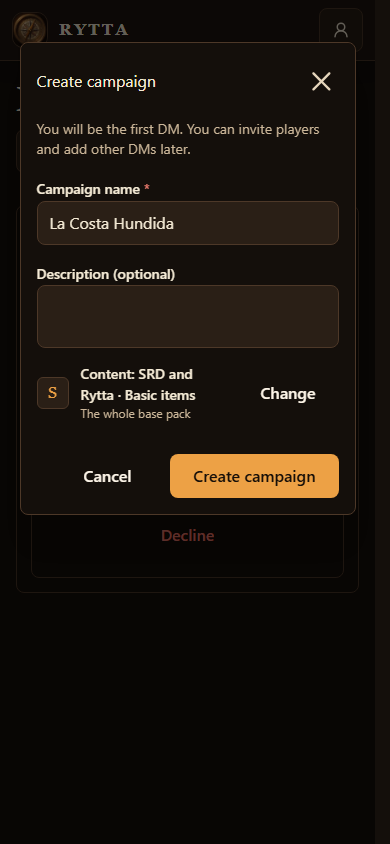 RYTTA
Create campaign
You will be the first DM. You can invite players
and add other DMs later.
Campaign name *
La Costa Hundida
Description (optional)
S
Content: SRD and
Rytta · Basic items
The whole base pack
Change
Cancel
Create campaign
Decline